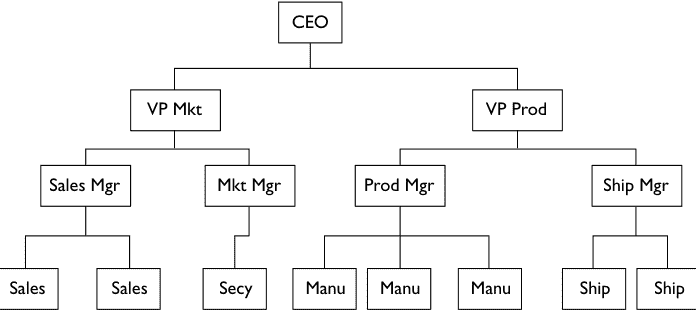 CEO
VP Mkt
VP Prod
Sales Mgr
Mkt Mgr
Prod Mgr
Ship Mgr
Sales
Sales
Secy
Manu
Manu
Manu
Ship
Ship